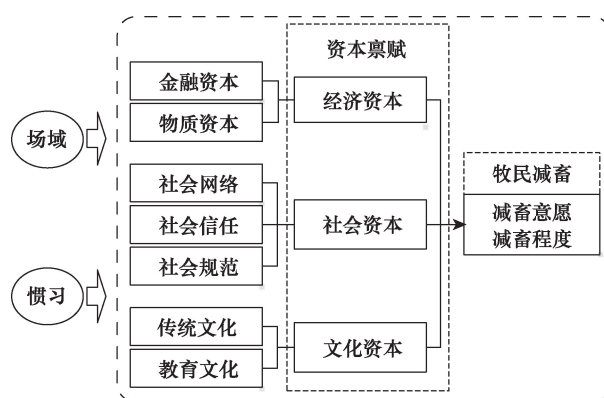 资本禀赋
金融资本
物质资本
经济资本
场域
社会网络
社会信任
社会规范
社会资本
牧民减畜
减畜意愿
减畜程度
惯习
传统文化
教育文化
文化资本